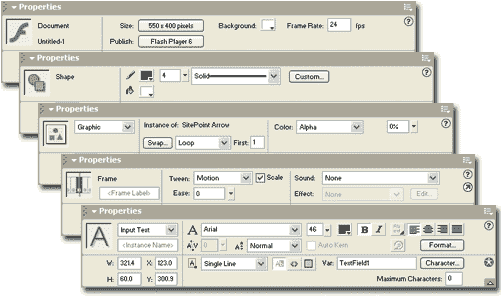 Properties
Document
Size: 550 x 400 pixels Background: Frame Rate: 24 fps
Untitled-1
Publish: Flash Player 6
Properties
Shape
4 Solid Custom...
Properties
Graphic Instance of: SitePoint Arrow Color: Alpha 0%
Swap... Loop First: 1
Properties
Frame Tween: Motion Scale Sound: None
<Frame Label> Ease: 0 Effect: None Edit...
Properties
A Input Text A Arial 46 B I
<Instance Name> 0 Normal Auto Kern Format...
W: 321.4 X: 123.0 Single Line Var: TextField1 Character...
H: 60.0 Y: 300.9 Maximum Characters: 0